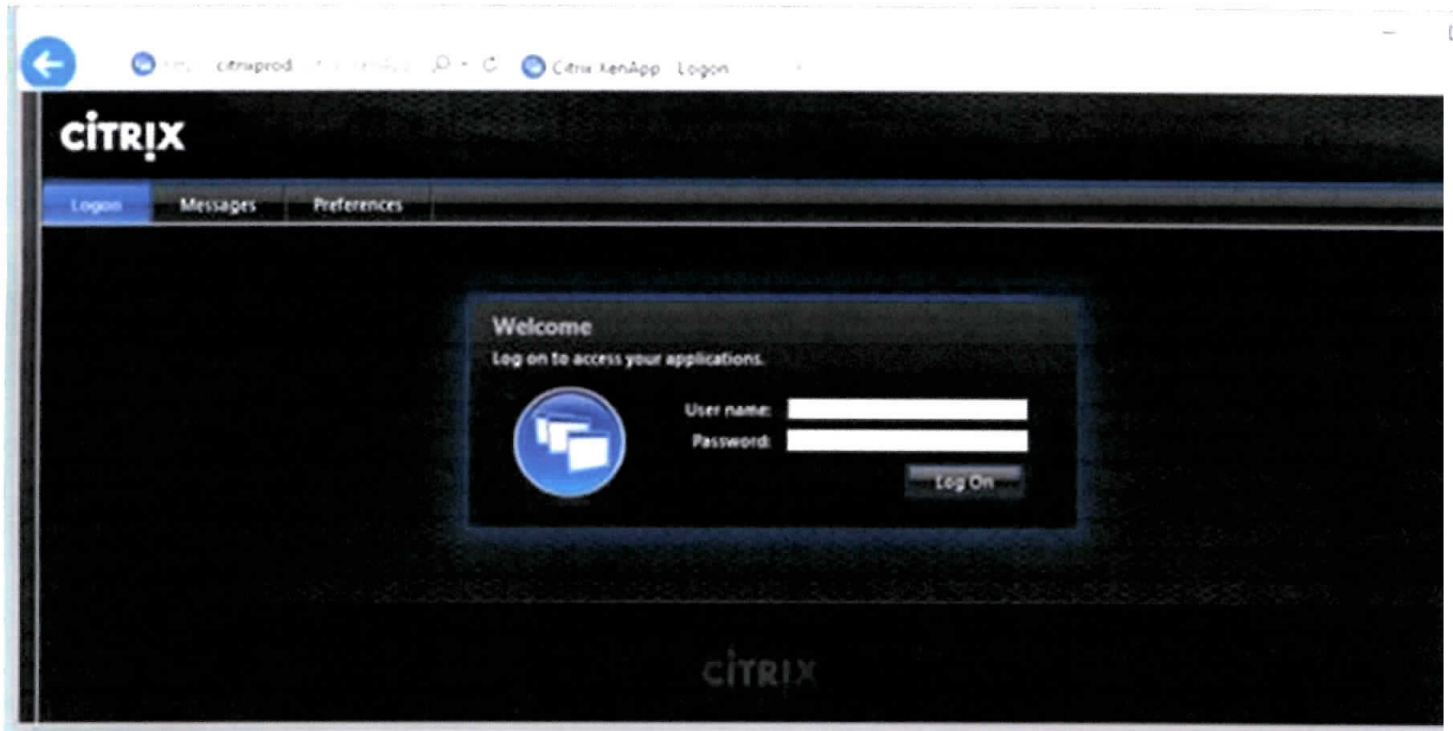 citrixprod
Citrix XenApp Logon
CITRIX
Logon Messages Preferences
Welcome
Log on to access your applications.
User name:
Password:
Log On
CITRIX